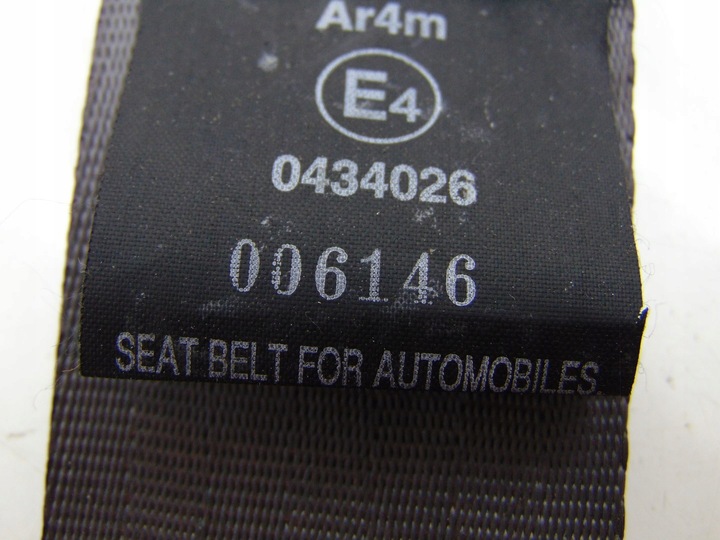 Ar4m
E4
0434026
006146
SEAT BELT FOR AUTOMOBILES